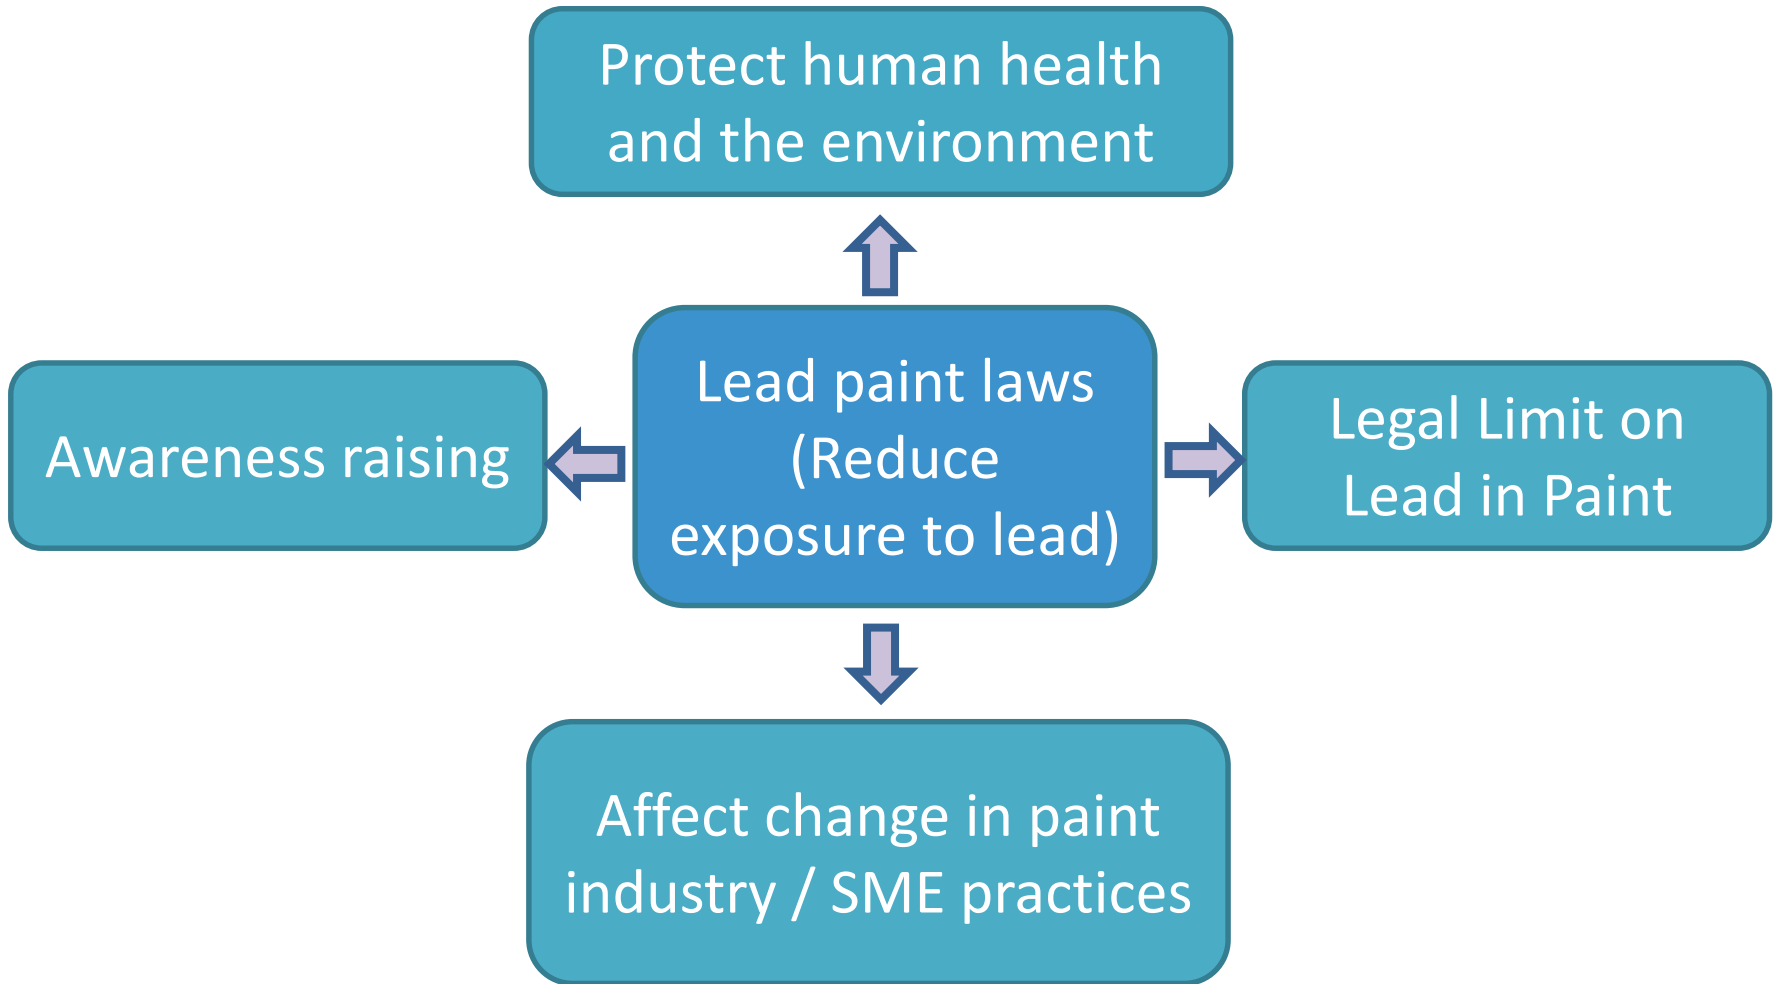 Protect human health
and the environment
Awareness raising
Lead paint laws
(Reduce
exposure to lead)
Legal Limit on
Lead in Paint
Affect change in paint
industry / SME practices